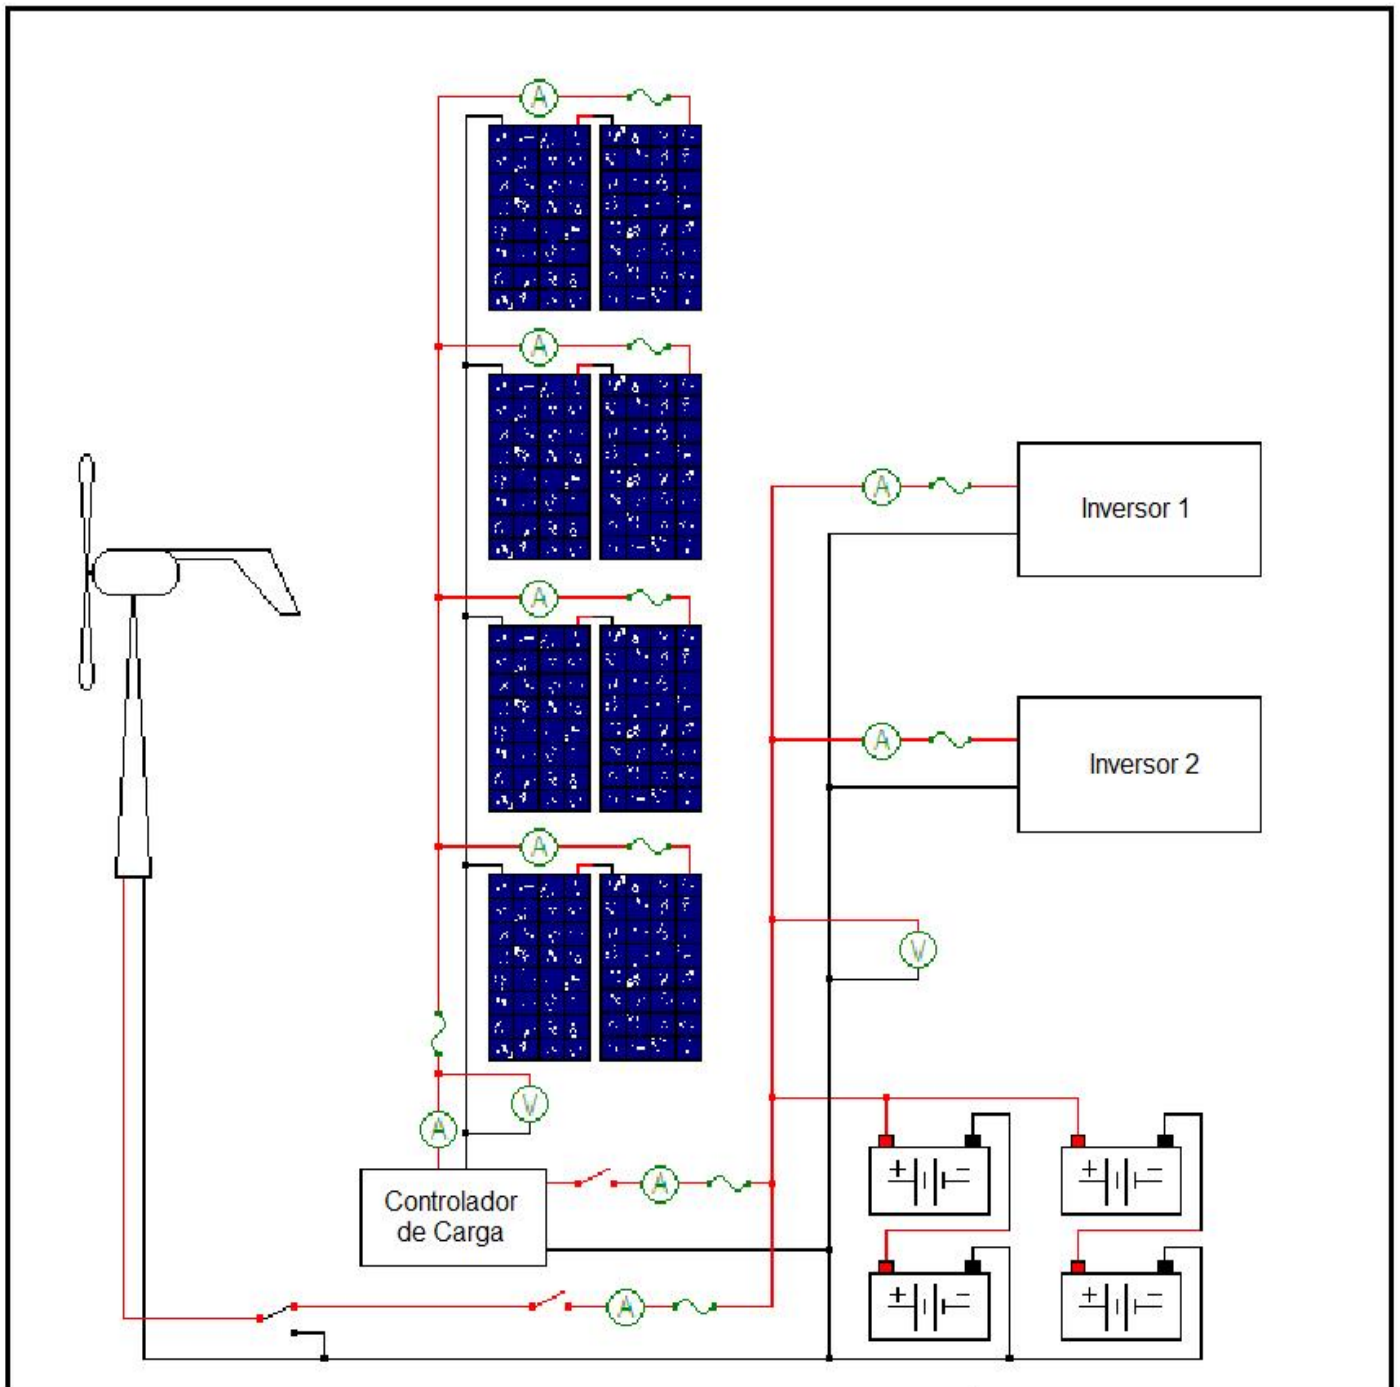 A
A
A
Inversor 1
A
A
Inversor 2
A
A
V
V
A
+ -
+ -
Controlador
de Carga
A
+ -
+ -
A